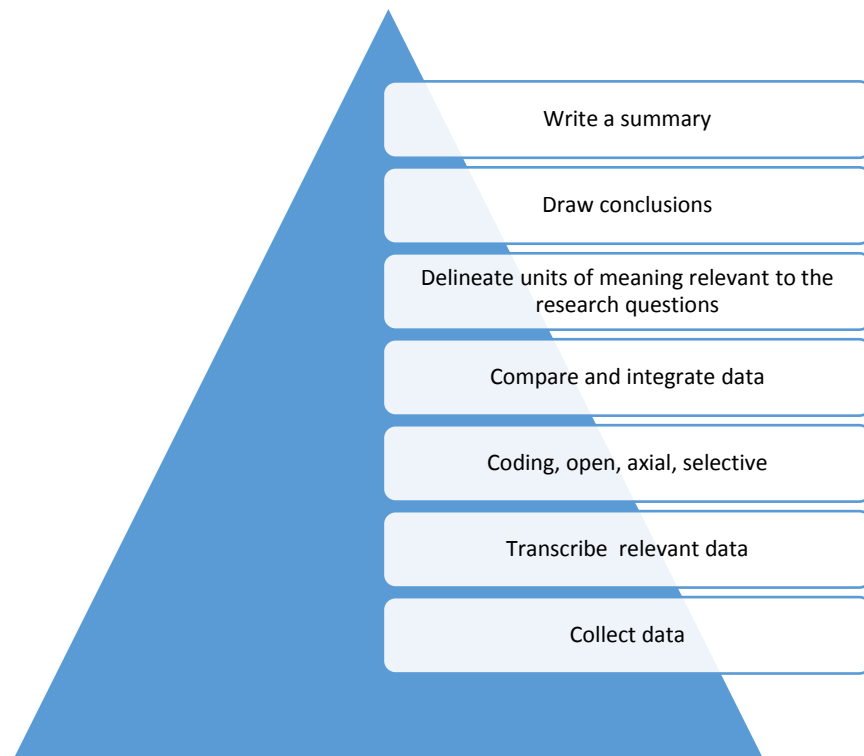 Write a summary
Draw conclusions
Delineate units of meaning relevant to the
research questions
Compare and integrate data
Coding, open, axial, selective
Transcribe  relevant data
Collect data